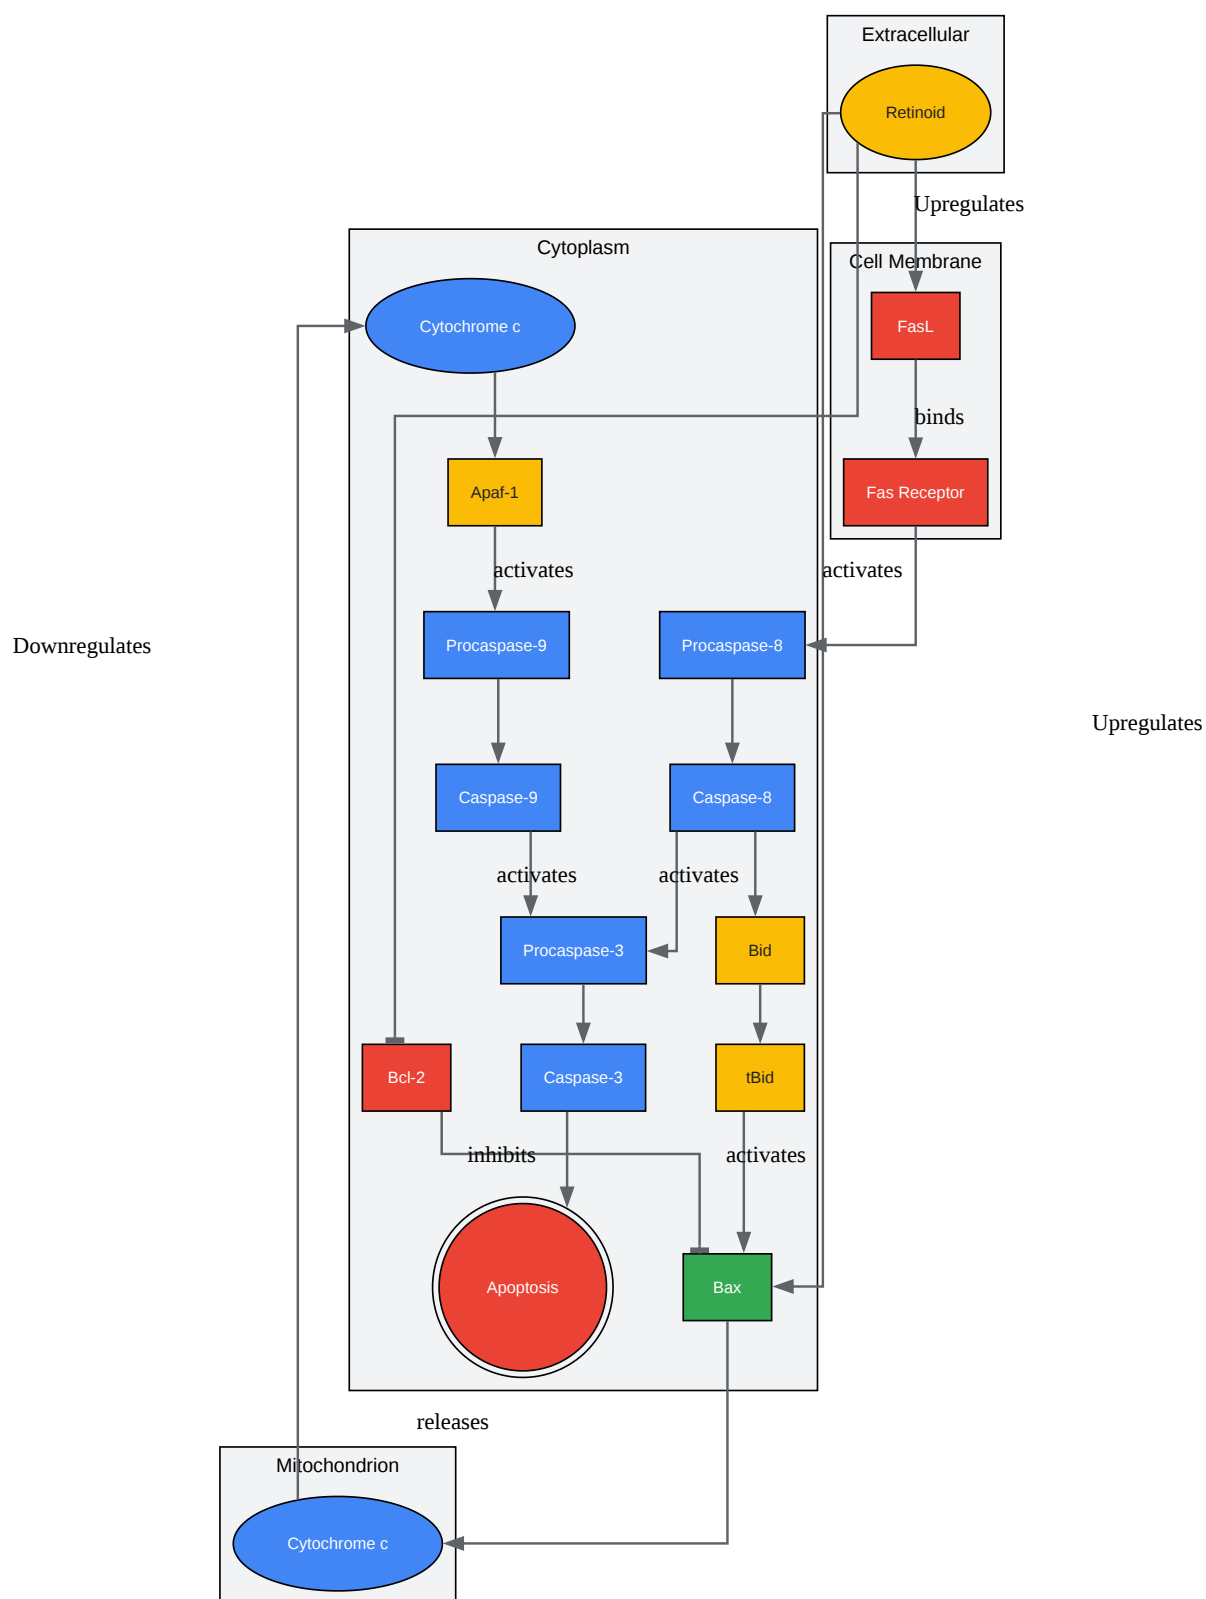 Extracellular
Retinoid
Upregulates
Cytoplasm
Cell Membrane
Cytochrome c
FasL
binds
Apaf-1
Fas Receptor
activates
activates
Downregulates
Procaspase-9
Procaspase-8
Upregulates
Caspase-9
Caspase-8
activates
activates
Procaspase-3
Bid
Bcl-2
Caspase-3
tBid
inhibits
activates
Apoptosis
Bax
releases
Mitochondrion
Cytochrome c